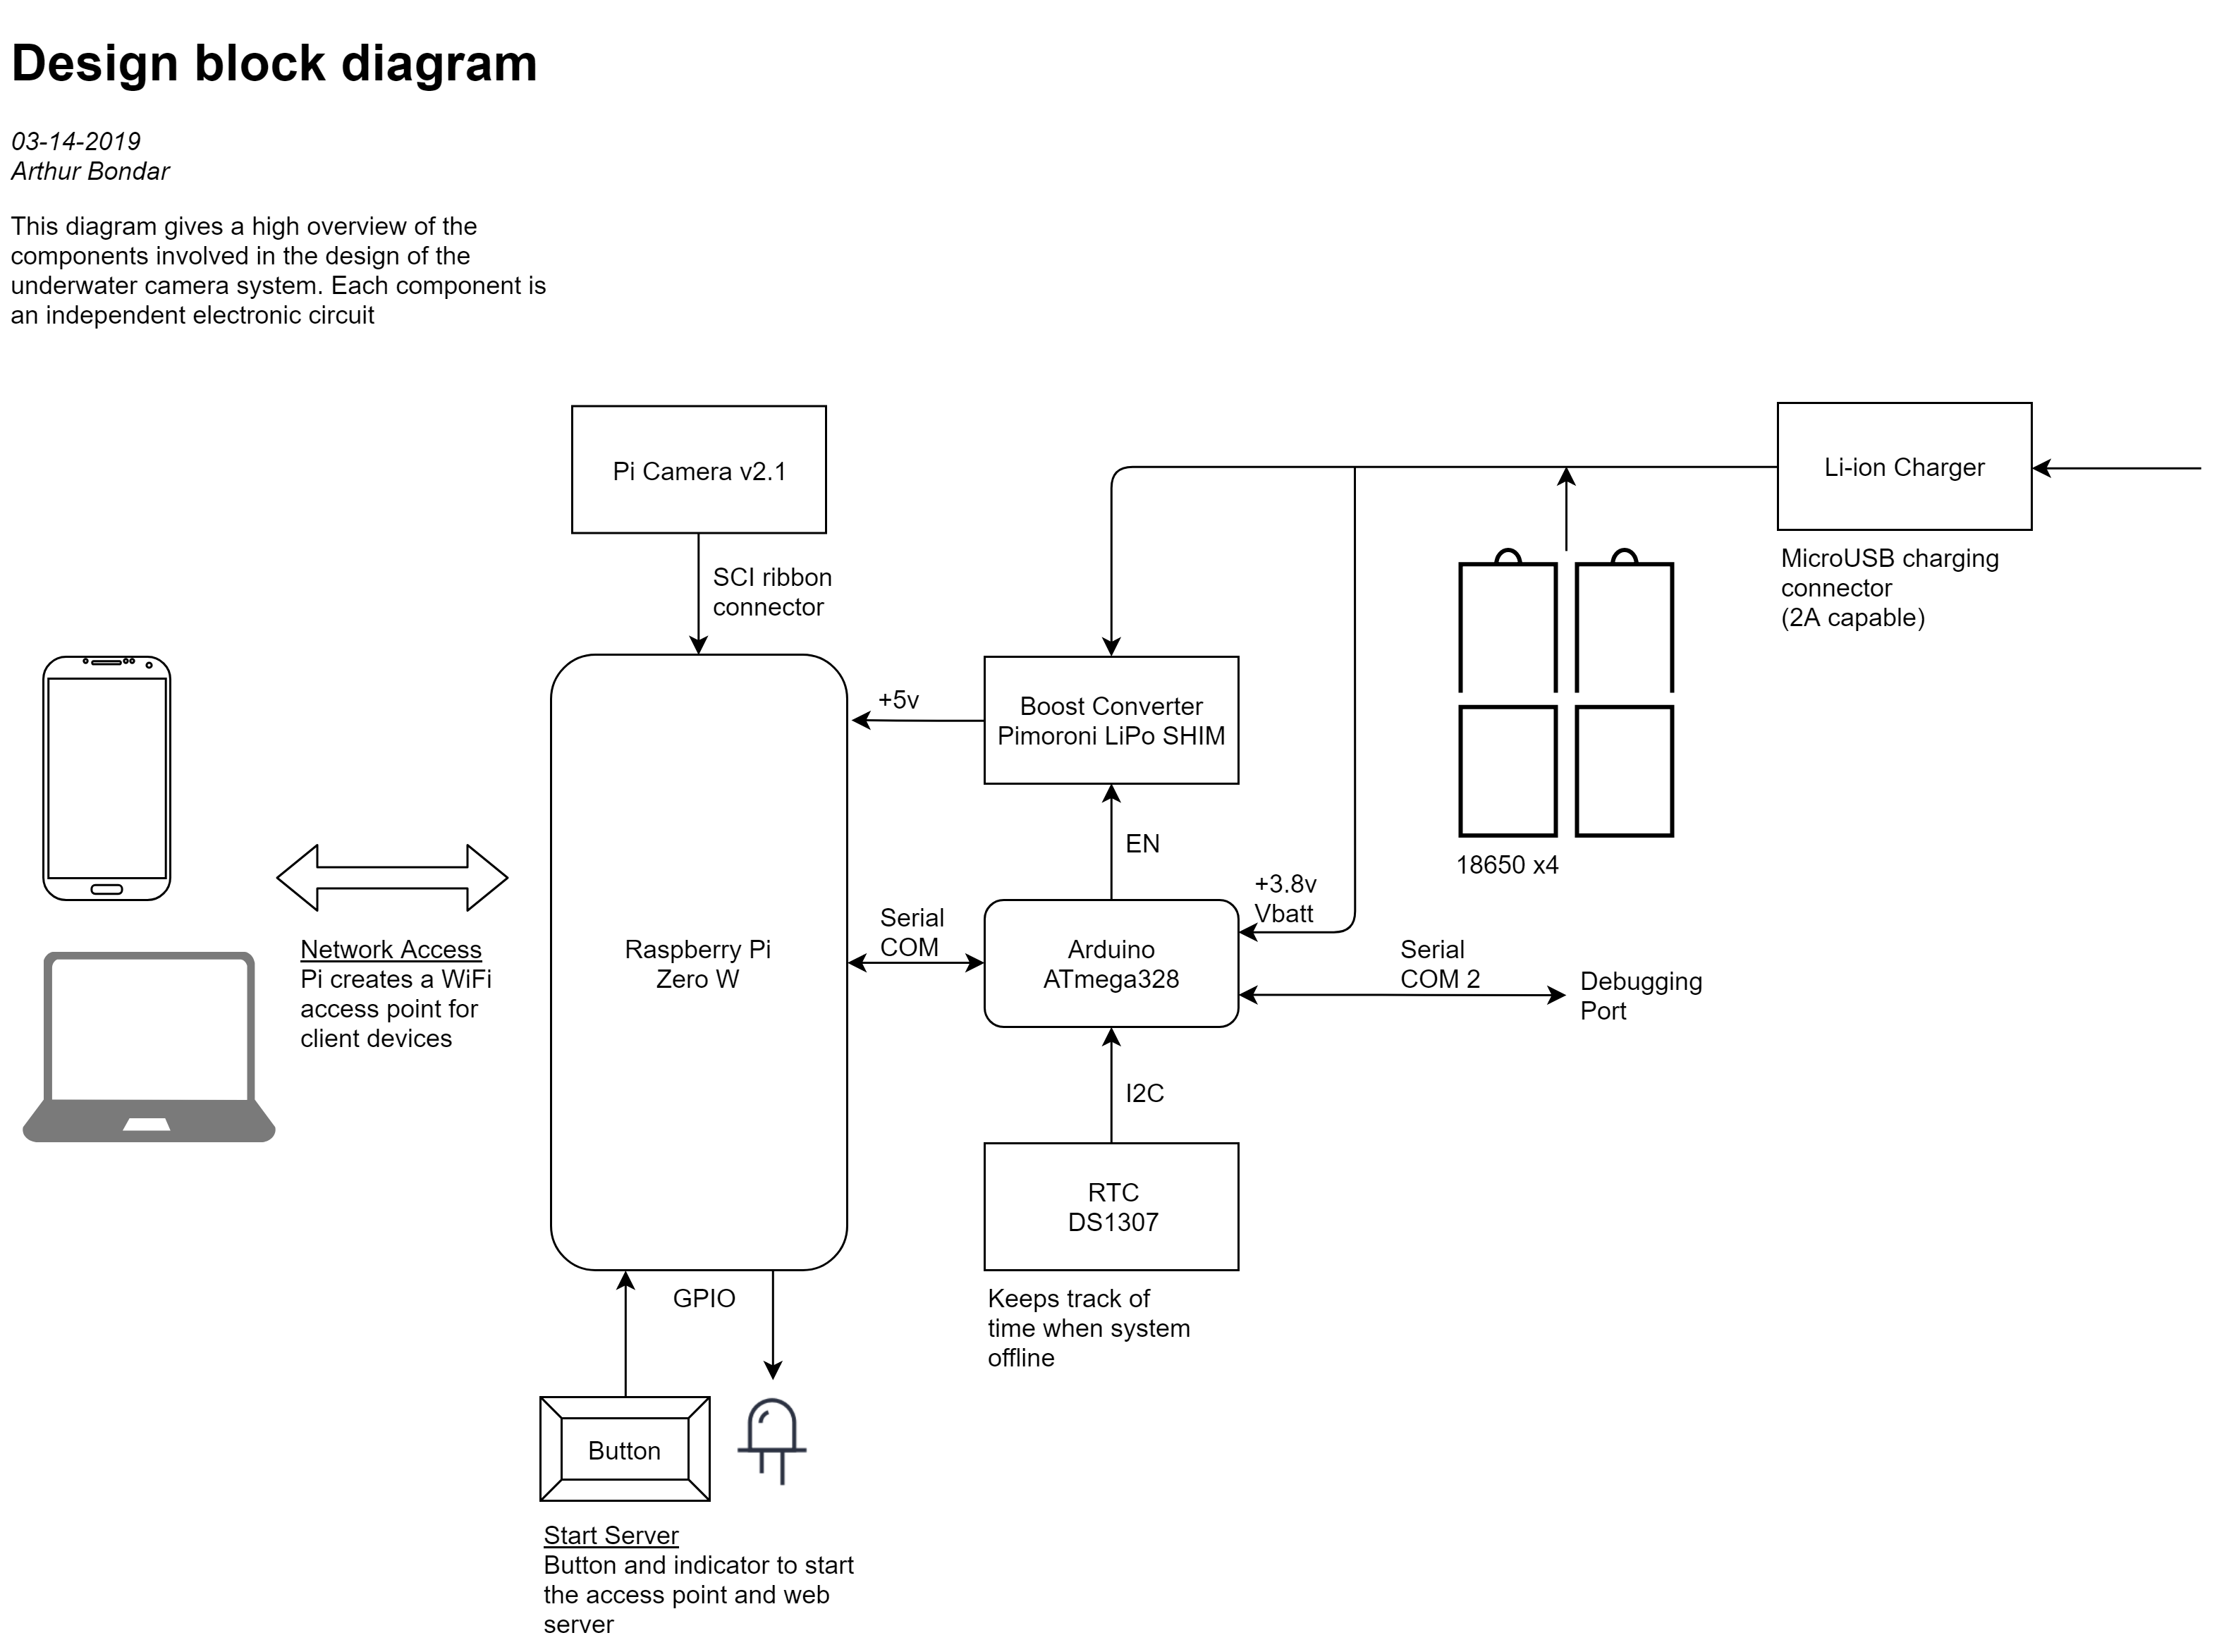 Design block diagram
03-14-2019
Arthur Bondar
This diagram gives a high overview of the
components involved in the design of the
underwater camera system. Each component is
an independent electronic circuit
Pi Camera v2.1
Li-ion Charger
SCI ribbon
connector
MicroUSB charging
connector
(2A capable)
+5v
Boost Converter
Pimoroni LiPo SHIM
EN
18650 x4
+3.8v
Vbatt
Serial
COM
Network Access
Pi creates a WiFi
access point for
client devices
Raspberry Pi
Zero W
Arduino
ATmega328
Serial
COM 2
Debugging
Port
I2C
RTC
DS1307
GPIO
Keeps track of
time when system
offline
Button
Start Server
Button and indicator to start
the access point and web
server